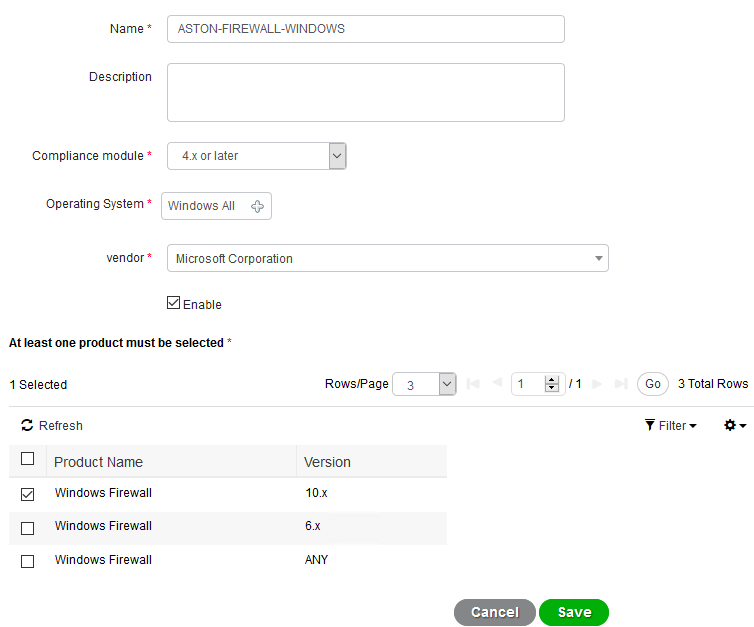 Name * ASTON-FIREWALL-WINDOWS
Description
Compliance module * 4.x or later
Operating System * Windows All
vendor * Microsoft Corporation
Enable
At least one product must be selected *
1 Selected Rows/Page 3 1 / 1 Go 3 Total Rows
Refresh Filter
Product Name Version
Windows Firewall 10.x
Windows Firewall 6.x
Windows Firewall ANY
Cancel Save